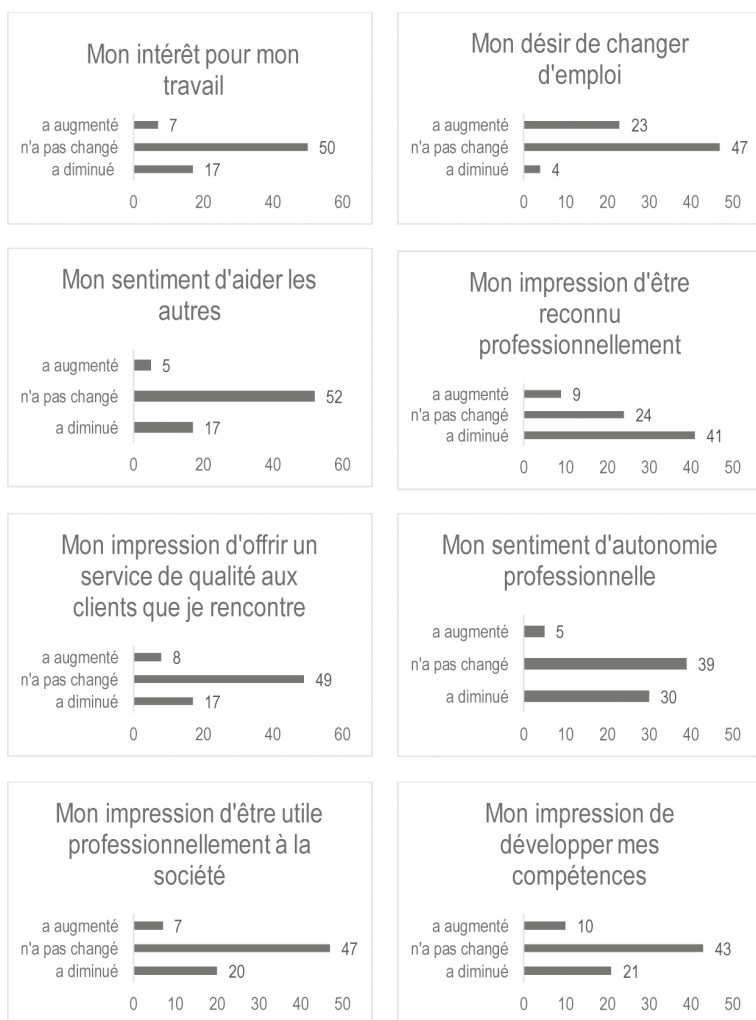 Mon intérêt pour mon
travail
a augmenté 7
n'a pas changé 50
a diminué 17
0 20 40 60
Mon désir de changer
d'emploi
a augmenté 23
n'a pas changé 47
a diminué 4
0 10 20 30 40 50
Mon sentiment d'aider les
autres
a augmenté 5
n'a pas changé 52
a diminué 17
0 20 40 60
Mon impression d'être
reconnu
professionnellement
a augmenté 9
n'a pas changé 24
a diminué 41
0 10 20 30 40 50
Mon impression d'offrir un
service de qualité aux
clients que je rencontre
a augmenté 8
n'a pas changé 49
a diminué 17
0 20 40 60
Mon sentiment d'autonomie
professionnelle
a augmenté 5
n'a pas changé 39
a diminué 30
0 10 20 30 40 50
Mon impression d'être utile
professionnellement à la
société
a augmenté 7
n'a pas changé 47
a diminué 20
0 10 20 30 40 50
Mon impression de
développer mes
compétences
a augmenté 10
n'a pas changé 43
a diminué 21
0 10 20 30 40 50